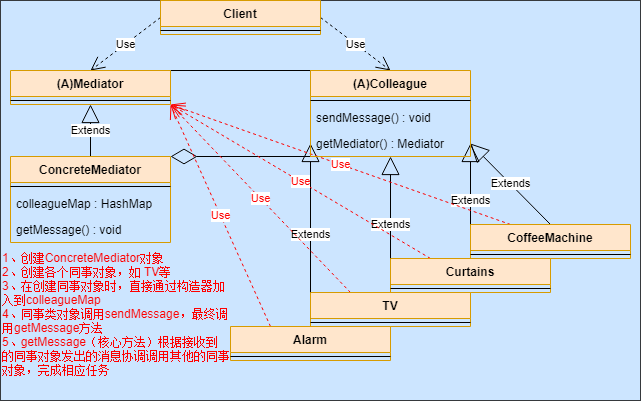 Client
Use
Use
(A)Mediator
(A)Colleague
sendMessage() : void
getMediator() : Mediator
Extends
ConcreteMediator
colleagueMap : HashMap
getMessage() : void
Use
Use
Use
Use
Extends
Extends
Extends
Extends
CoffeeMachine
Curtains
TV
Alarm
1、创建ConcreteMediator对象
2、创建各个同事对象，如 TV等
3、在创建同事对象时，直接通过构造器加
入到colleagueMap
4、同事类对象调用sendMessage，最终调
用getMessage方法
5、getMessage（核心方法）根据接收到
的同事对象发出的消息协调调用其他的同事
对象，完成相应任务